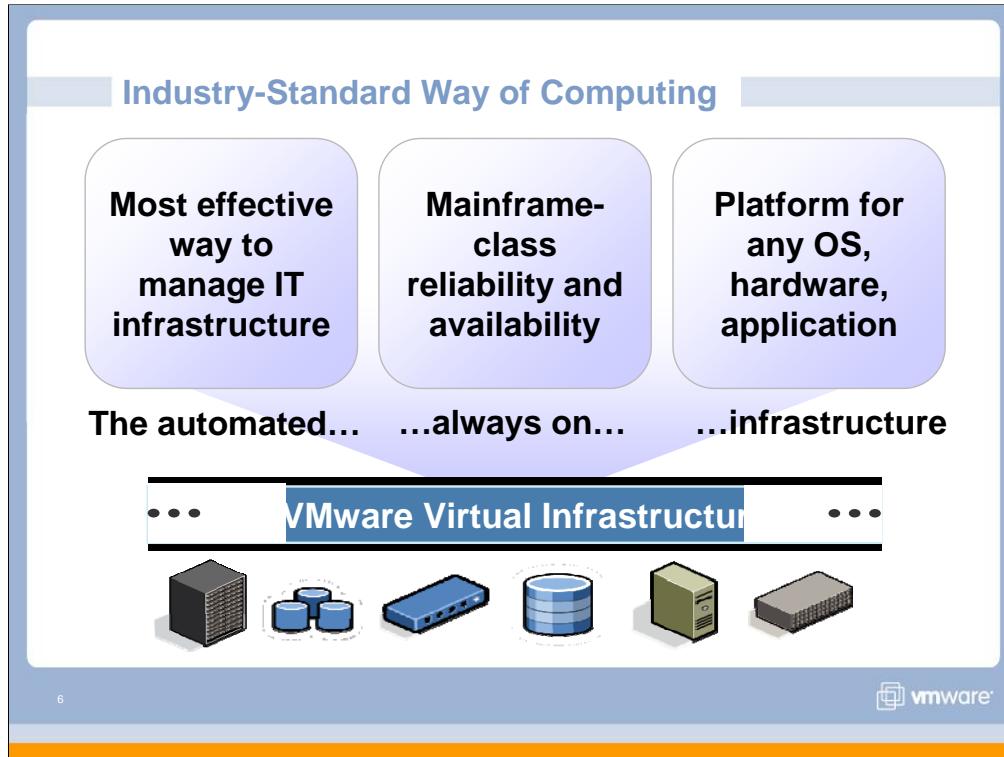 Industry-Standard Way of Computing
Most effective
way to
manage IT
infrastructure
Mainframe-
class
reliability and
availability
Platform for
any OS,
hardware,
application
The automated…
…always on…
…infrastructure
VMware Virtual Infrastructur
6
vmware